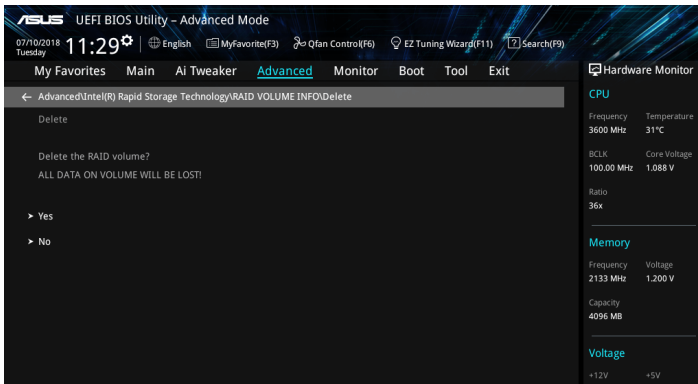 ASUS UEFI BIOS Utility – Advanced Mode
07/10/2018 Tuesday 11:29 English MyFavorite(F3) Qfan Control(F6) EZ Tuning Wizard(F11) ? Search(F9)
My Favorites Main Ai Tweaker Advanced Monitor Boot Tool Exit
← Advanced\Intel(R) Rapid Storage Technology\RAID VOLUME INFO\Delete
Delete
Delete the RAID volume?
ALL DATA ON VOLUME WILL BE LOST!
> Yes
> No
Hardware Monitor
CPU
Frequency Temperature
3600 MHz 31°C
BCLK Core Voltage
100.00 MHz 1.088 V
Ratio
36x
Memory
Frequency Voltage
2133 MHz 1.200 V
Capacity
4096 MB
Voltage
+12V +5V